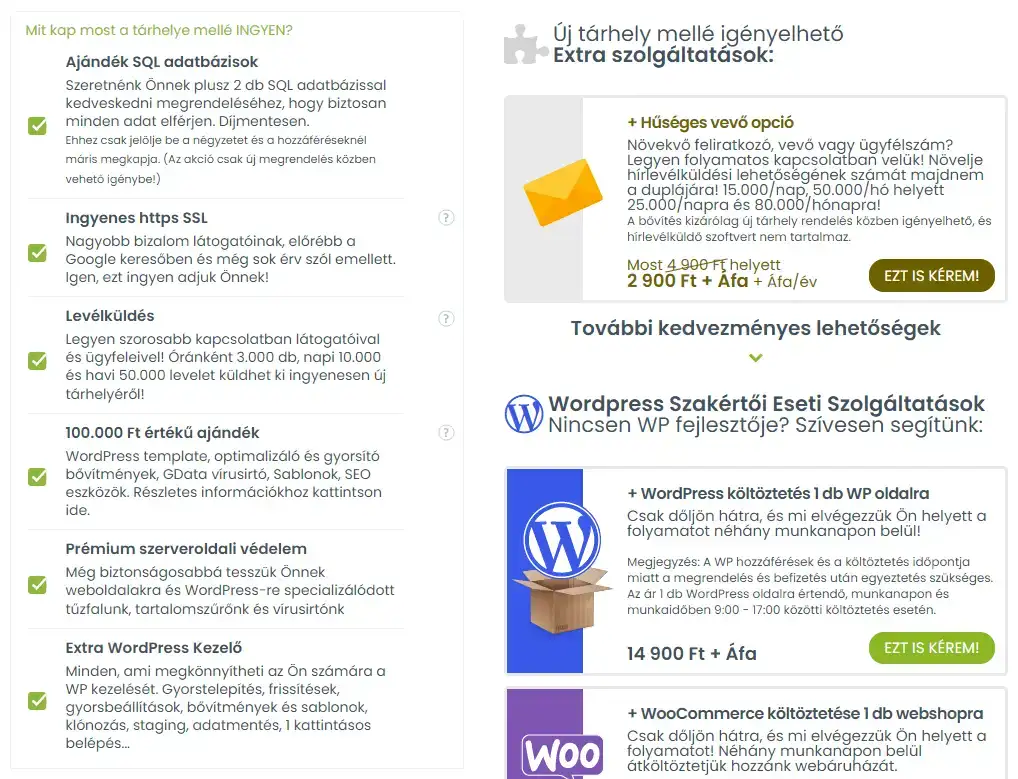 Mit kap most a tárhelye mellé INGYEN?
Ajándék SQL adatbázisok
Szeretnénk Önnek plusz 2 db SQL adatbázissal
kedveskedni megrendeléséhez, hogy biztosan
minden adat elférjen. Díjmentesen.
Ehhez csak jelölje be a négyzetet és a hozzáféréseknél
máris megkapja. (Az akció csak új megrendelés közben
vehető igénybe!)
Ingyenes https SSL
?
Nagyobb bizalom látogatóinak, előrébb a
Google keresőben és még sok érv szól emellett.
Igen, ezt ingyen adjuk Önnek!
Levélküldés
?
Legyen szorosabb kapcsolatban látogatóival
és ügyfeleivel! Óránként 3.000 db, napi 10.000
és havi 50.000 levelet küldhet ki ingyenesen új
tárhelyéről!
100.000 Ft értékű ajándék
?
WordPress template, optimalizáló és gyorsító
bővítmények, GData vírusirtó, Sablonok, SEO
eszközök. Részletes információkhoz kattintson
ide.
Prémium szerveroldali védelem
Még biztonságosabbá tesszük Önnek
weboldalakra és WordPress-re specializálódott
tűzfalunk, tartalomszűrőnk és vírusirtónk
Extra WordPress Kezelő
Minden, ami megkönnyítheti az Ön számára a
WP kezelését. Gyorstelepítés, frissítések,
gyorsbeállítások, bővítmények és sablonok,
klónozás, staging, adatmentés, 1 kattintásos
belépés...
Új tárhely mellé igényelhető
Extra szolgáltatások:
+ Hűséges vevő opció
Növekvő feliratkozó, vevő vagy ügyfélszám?
Legyen folyamatos kapcsolatban velük! Növelje
hírlevélküldési lehetőségének számát majdnem
a duplájára! 15.000/nap, 50.000/hó helyett
25.000/napra és 80.000/hónapra!
A bővítés kizárólag új tárhely rendelés közben igényelhető, és
hírlevélküldő szoftvert nem tartalmaz.
Most 4 900 Ft helyett
2 900 Ft + Áfa + Áfa/év
EZT IS KÉREM!
További kedvezményes lehetőségek
Wordpress Szakértői Eseti Szolgáltatások
Nincsen WP fejlesztője? Szívesen segítünk:
+ WordPress költöztetés 1 db WP oldalra
Csak dőljön hátra, és mi elvégezzük Ön helyett a
folyamatot néhány munkanapon belül!
Megjegyzés: A WP hozzáférések és a költöztetés időpontja
miatt a megrendelés és befizetés után egyeztetés szükséges.
Az ár 1 db WordPress oldalra értendő, munkanapon és
munkaidőben 9:00 - 17:00 közötti költöztetés esetén.
14 900 Ft + Áfa
EZT IS KÉREM!
+ WooCommerce költöztetése 1 db webshopra
Csak dőljön hátra, és mi elvégezzük Ön helyett a
folyamatot! Néhány munkanapon belül
átköltöztetjük hozzánk webáruházát.
WOO